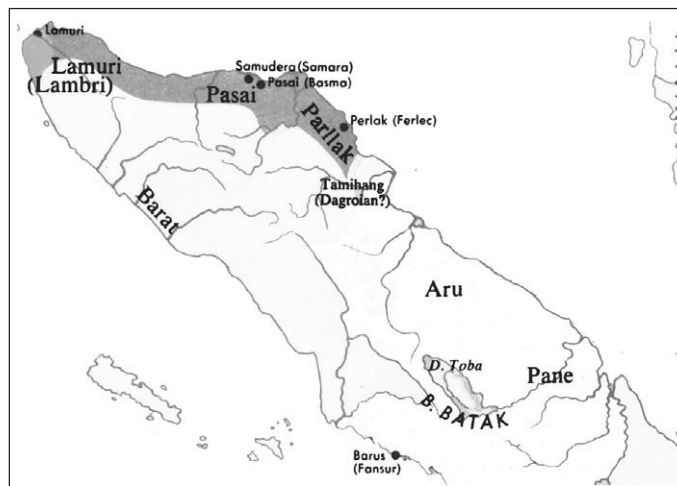 Lamuri
Lamuri
(Lambri)
Samudera (Samara)
Pasai (Basma)
Pasai
Perlak (Ferlec)
Parllak
Tamihang
(Dagroian?)
Barat
Aru
D. Toba
Pane
B. BATAK
Barus
(Fansur)